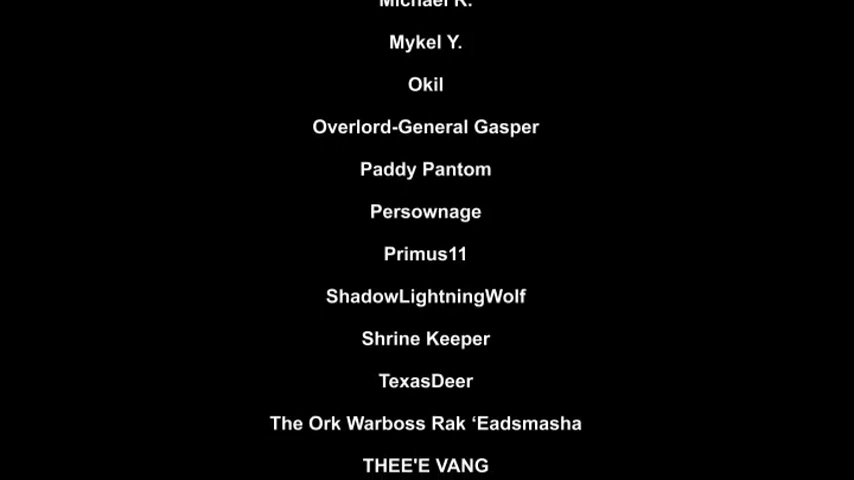 Michael R.
Mykel Y.
Okil
Overlord-General Gasper
Paddy Pantom
Persownage
Primus11
ShadowLightningWolf
Shrine Keeper
TexasDeer
The Ork Warboss Rak ‘Eadsmasha
THEE'E VANG